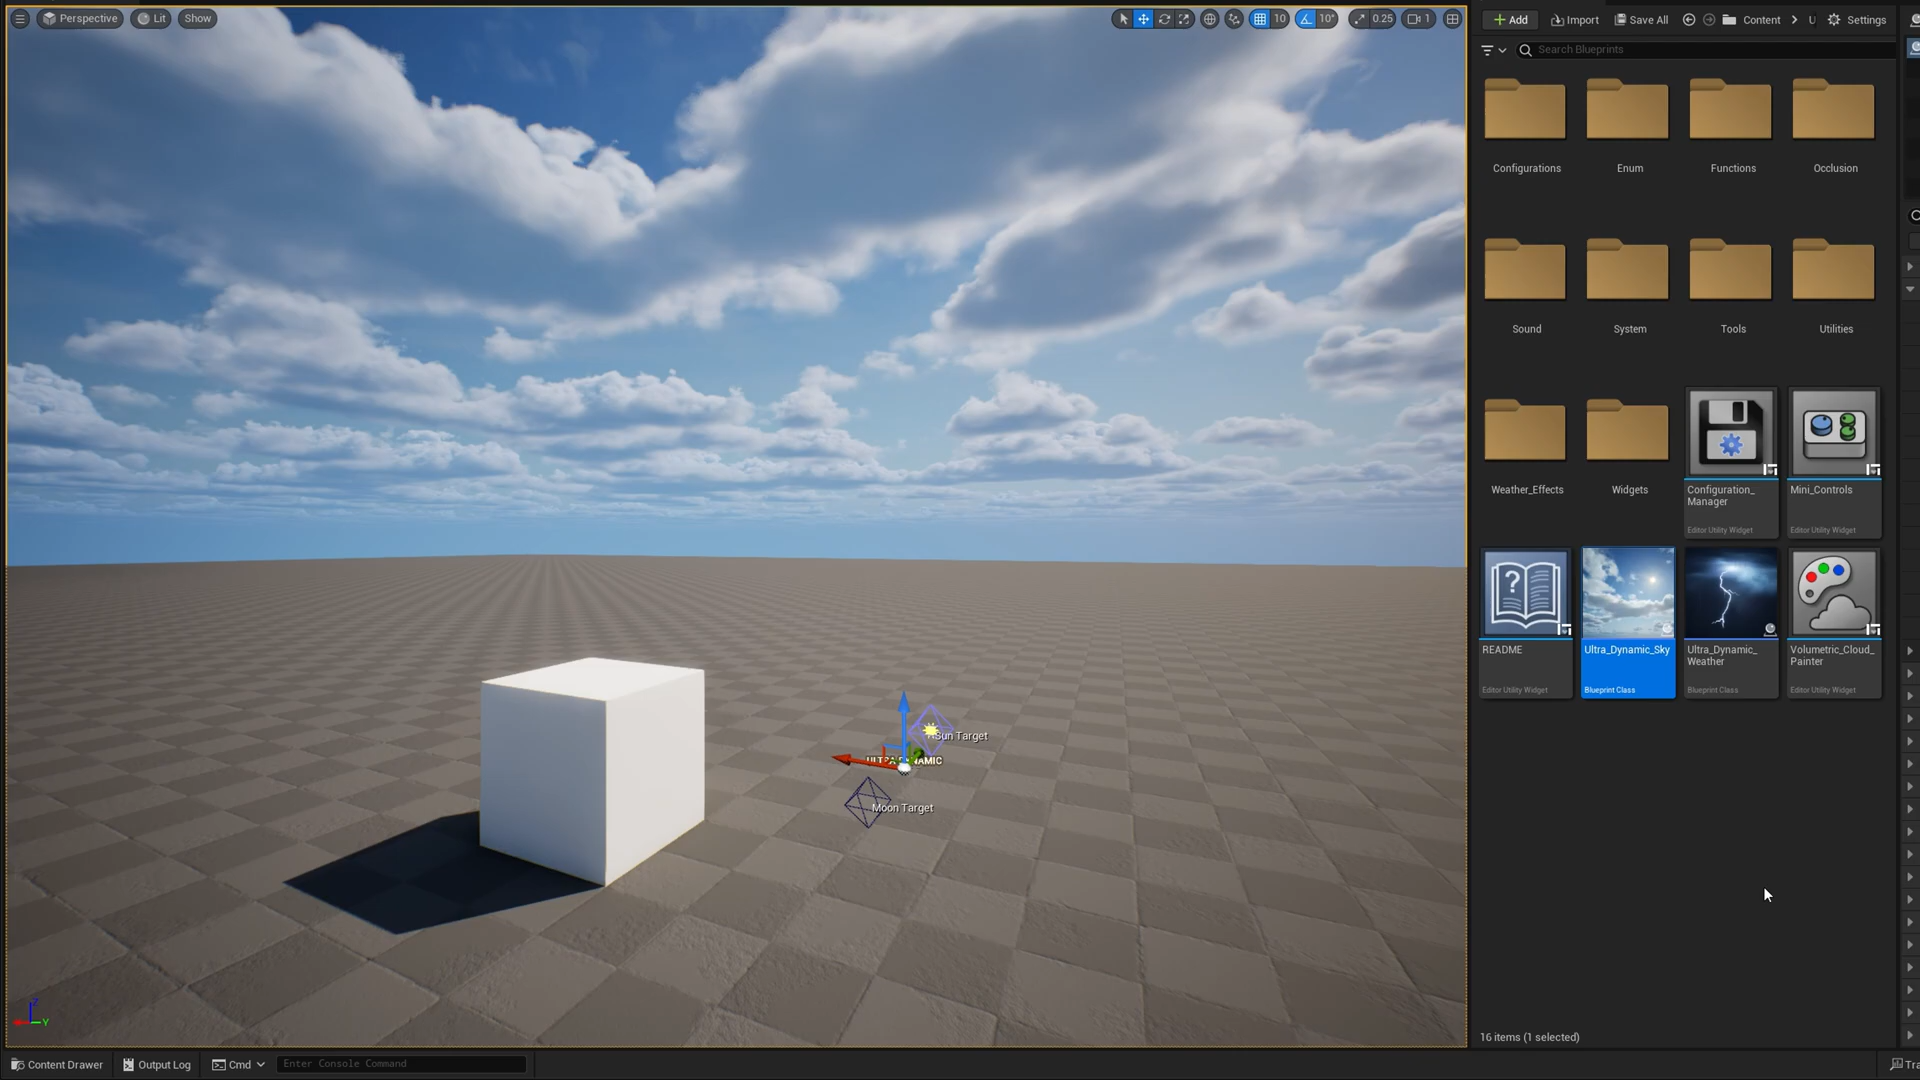 Perspective
Lit
Show
10
10°
0.25
1
Add
Import
Save All
Content
U
Settings
Search Blueprints
Configurations
Enum
Functions
Occlusion
Sound
System
Tools
Utilities
Weather_Effects
Widgets
Configuration_
Manager
Editor Utility Widget
Mini_Controls
Editor Utility Widget
README
Editor Utility Widget
Ultra_Dynamic_Sky
Blueprint Class
Ultra_Dynamic_
Weather
Blueprint Class
Volumetric_Cloud_
Painter
Editor Utility Widget
Sun Target
Moon Target
Z
Y
16 items (1 selected)
Content Drawer
Output Log
Cmd
Enter Console Command
Tra